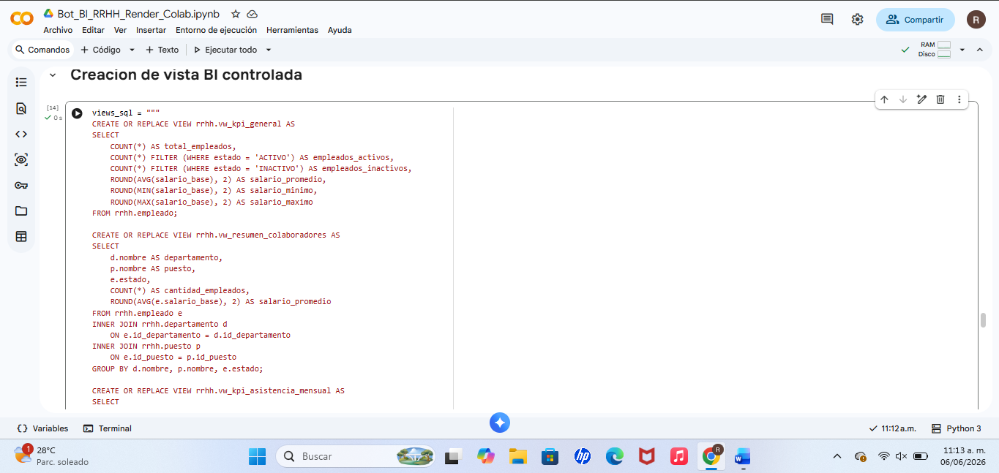 Bot_BI_RRHH_Render_Colab.ipynb
Archivo Editar Ver Insertar Entorno de ejecución Herramientas Ayuda
Compartir
R
Comandos + Código + Texto Ejecutar todo
RAM
Disco
Creacion de vista BI controlada
[14]
0 s
views_sql = """
CREATE OR REPLACE VIEW rrhh.vw_kpi_general AS
SELECT
COUNT(*) AS total_empleados,
COUNT(*) FILTER (WHERE estado = 'ACTIVO') AS empleados_activos,
COUNT(*) FILTER (WHERE estado = 'INACTIVO') AS empleados_inactivos,
ROUND(AVG(salario_base), 2) AS salario_promedio,
ROUND(MIN(salario_base), 2) AS salario_minimo,
ROUND(MAX(salario_base), 2) AS salario_maximo
FROM rrhh.empleado;
CREATE OR REPLACE VIEW rrhh.vw_resumen_colaboradores AS
SELECT
d.nombre AS departamento,
p.nombre AS puesto,
e.estado,
COUNT(*) AS cantidad_empleados,
ROUND(AVG(e.salario_base), 2) AS salario_promedio
FROM rrhh.empleado e
INNER JOIN rrhh.departamento d
ON e.id_departamento = d.id_departamento
INNER JOIN rrhh.puesto p
ON e.id_puesto = p.id_puesto
GROUP BY d.nombre, p.nombre, e.estado;
CREATE OR REPLACE VIEW rrhh.vw_kpi_asistencia_mensual AS
SELECT
Variables Terminal
11:12 a.m. Python 3
1
28°C
Parc. soleado
Buscar
hp
R
W
11:13 a. m.
06/06/2026